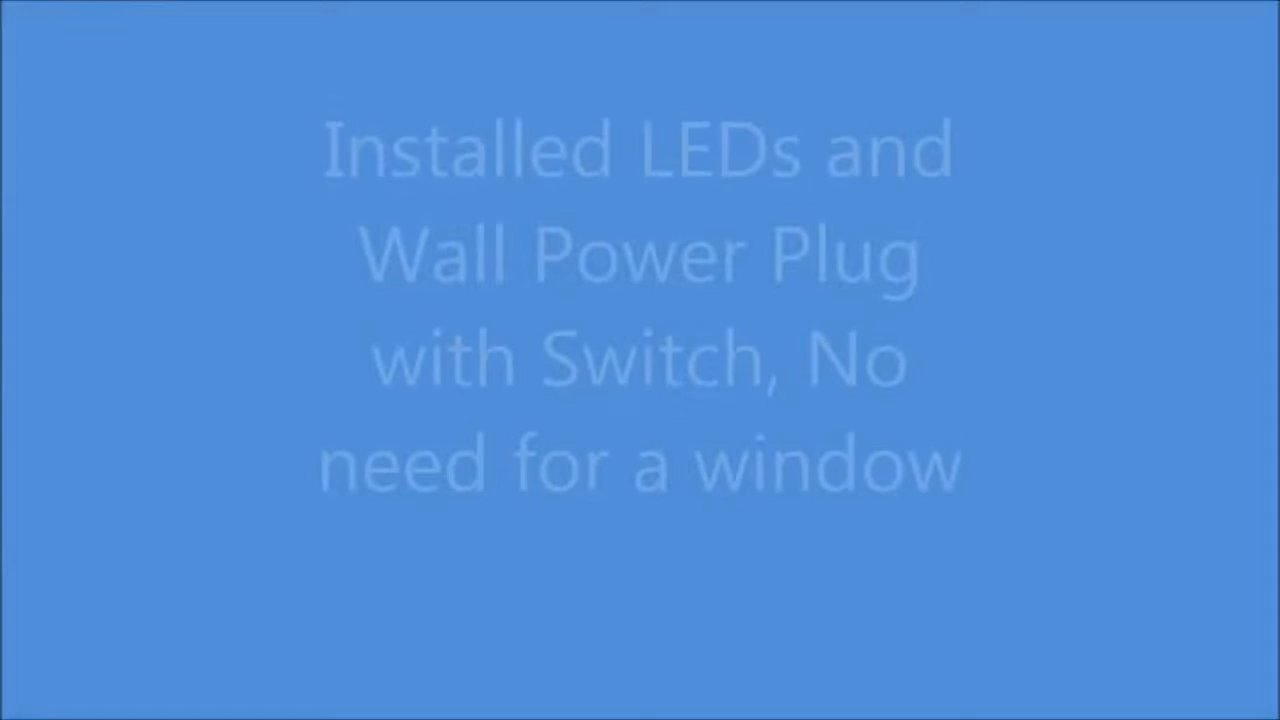 Installed LEDs and
Wall Power Plug
with Switch, No
need for a window